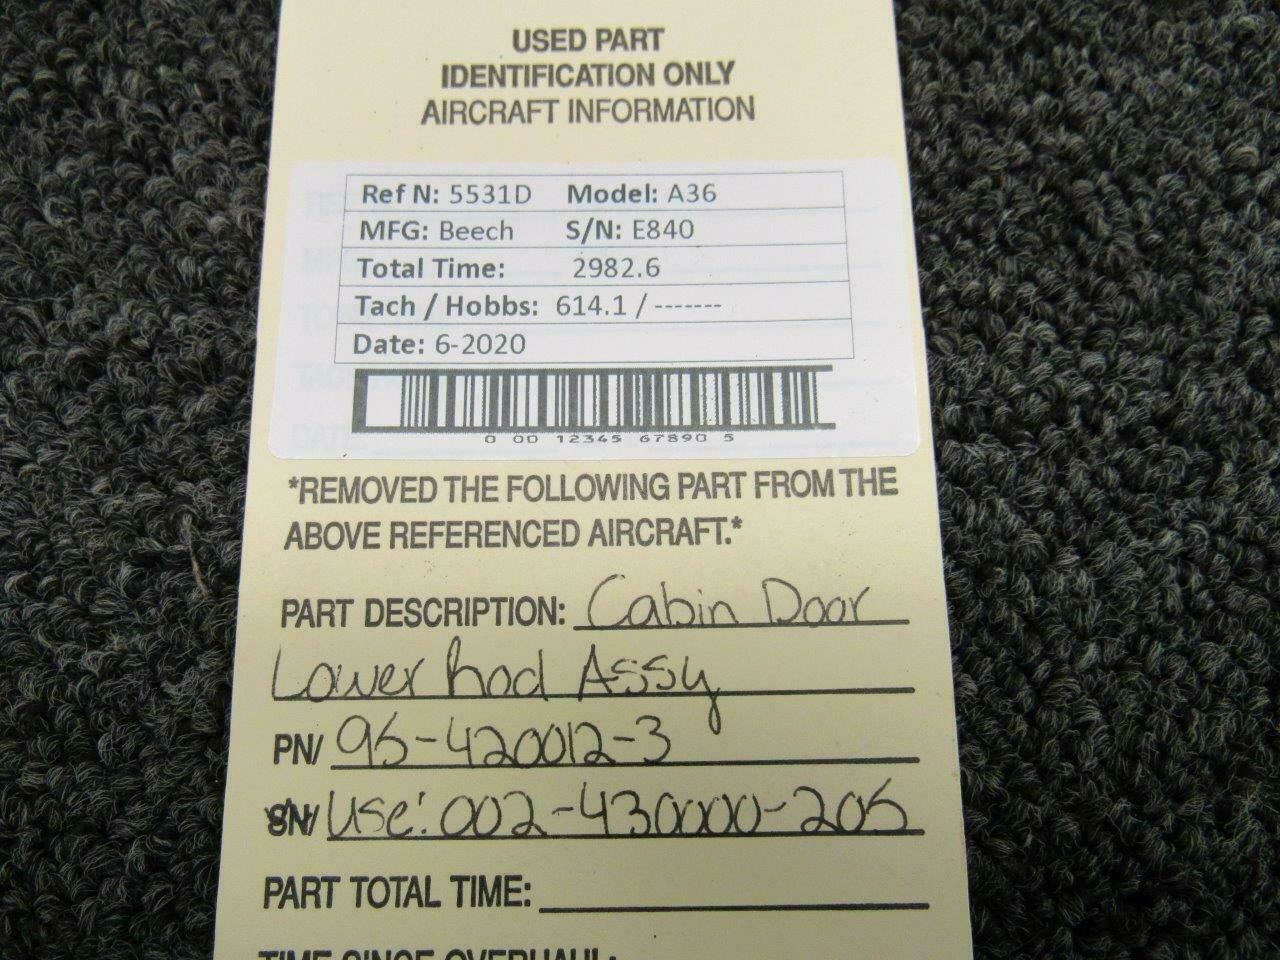 USED PART
IDENTIFICATION ONLY
AIRCRAFT INFORMATION
Ref N: 5531D Model: A36
MFG: Beech S/N: E840
Total Time: 2982.6
Tach / Hobbs: 614.1 / -------
Date: 6-2020
0 00 12345 67890 5
*REMOVED THE FOLLOWING PART FROM THE
ABOVE REFERENCED AIRCRAFT.*
PART DESCRIPTION: Cabin Door
Lower Rod Assy
PN/ 95-420012-3
SN/ Use: 002-430000-205
PART TOTAL TIME:
TIME SINCE OVERHAUL: